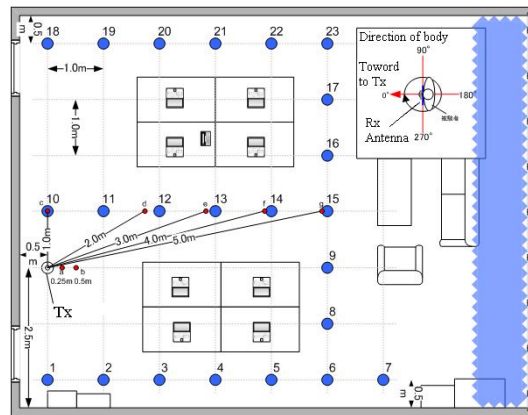 0.5
m
18 19 20 21 22 23
1.0m
1.0m
17
16
Direction of body
90°
Toword
to Tx
0°
180°
Rx
Antenna
270°
被験者
10 11 12 13 14 15
c d e f g
1.0m
2.0m
3.0m
4.0m
5.0m
0.5
m
a b
0.25m 0.5m
Tx
9
8
2.5m
1 2 3 4 5 6 7
0.5
m